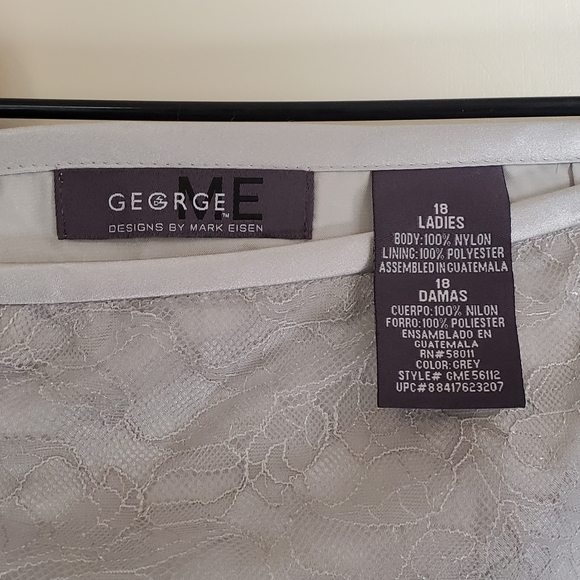 GEORGE ME™
DESIGNS BY MARK EISEN
18
LADIES
BODY:100% NYLON
LINING:100% POLYESTER
ASSEMBLED IN GUATEMALA
18
DAMAS
CUERPO:100% NILON
FORRO:100% POLIESTER
ENSAMBLADO EN
GUATEMALA
RN#58011
COLOR:GREY
STYLE# GME56112
UPC#88417623207